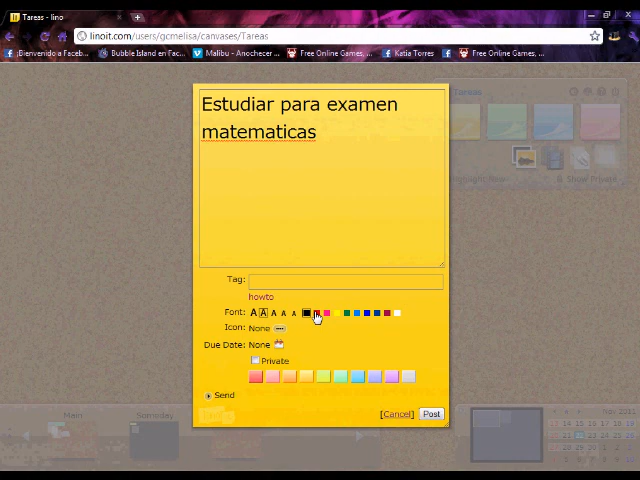 Tareas - lino
linoit.com/users/gcmelisa/canvases/Tareas
¡Bienvenido a Faceb...
Bubble Island en Fac...
Malibu - Anochecer ...
Free Online Games, ...
Katia Torres
Free Online Games, ...
Tareas
Estudiar para examen
matematicas
Show Private
Tag:
howto
Font: A A A A A
Icon: None
Due Date: None
Private
Send
[Cancel] Post
Main
Someday